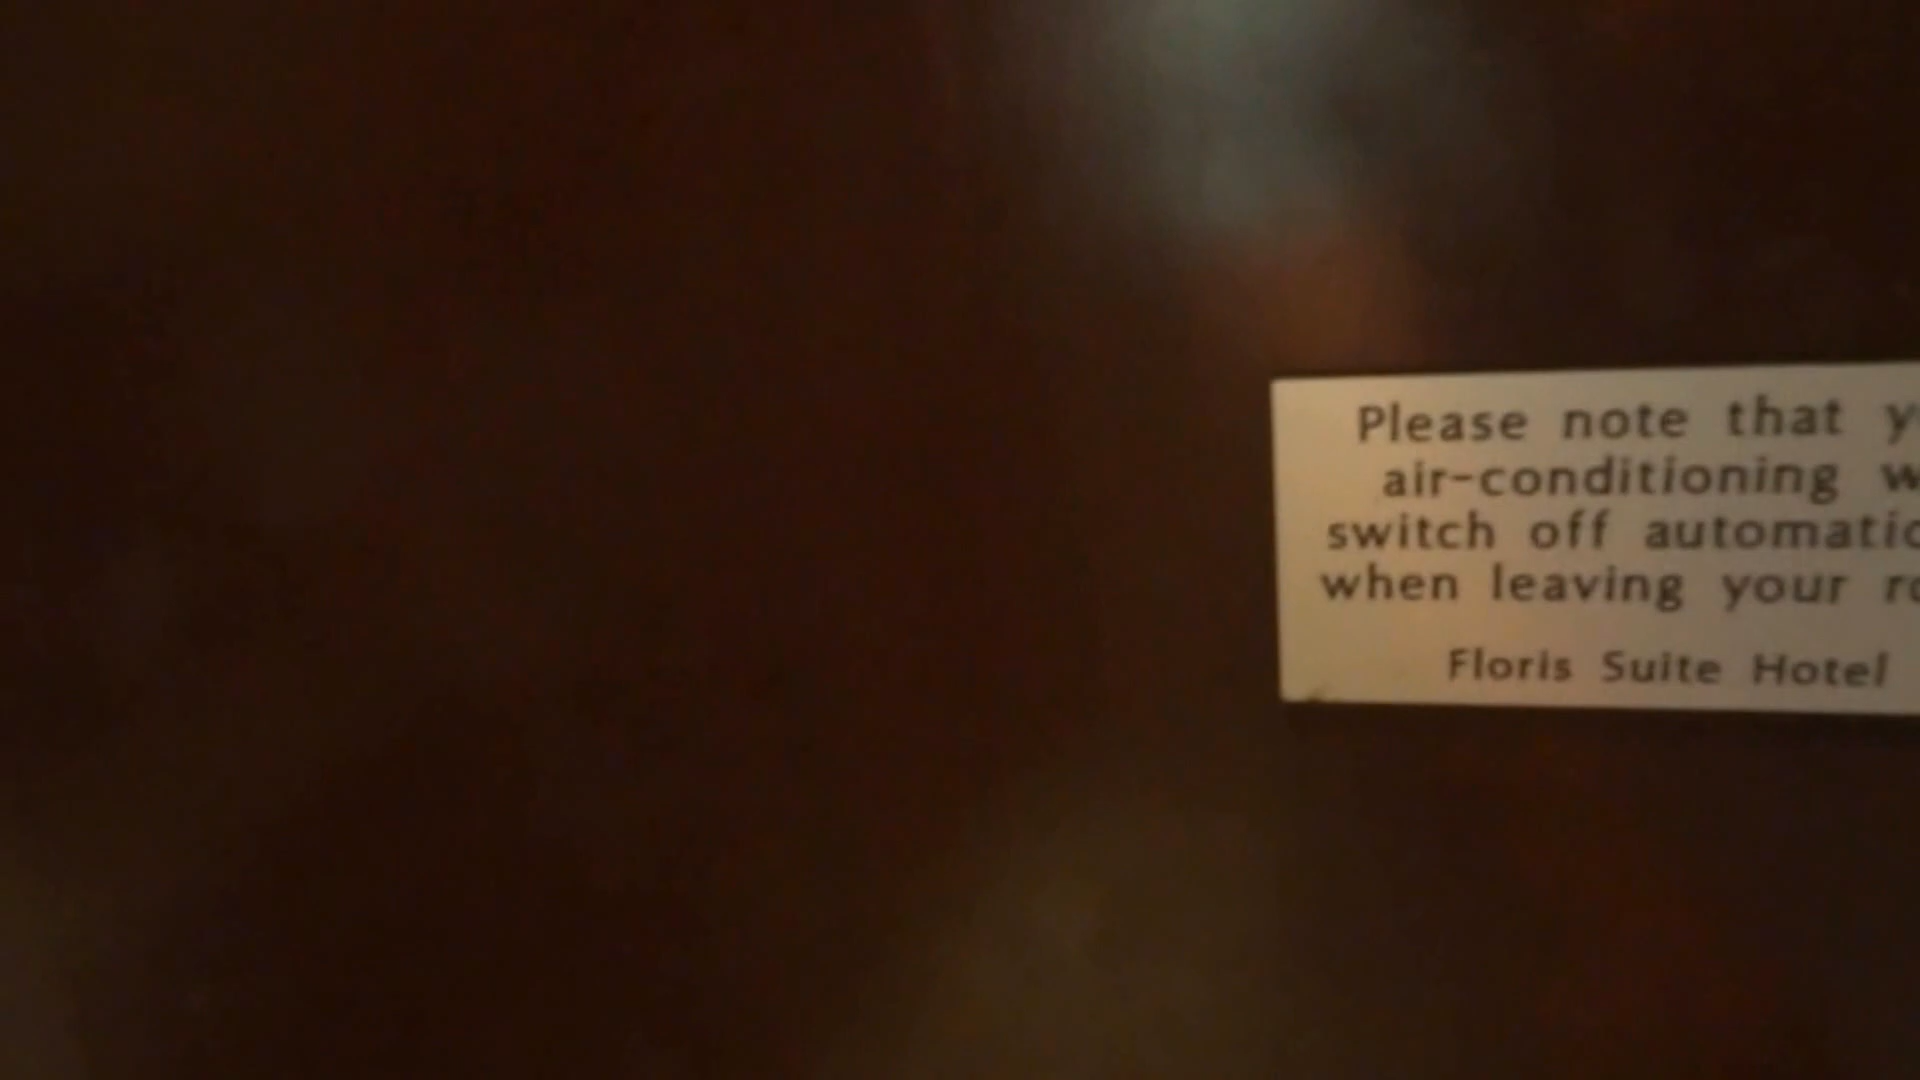 Please note that
air-conditioning
switch off
when leaving your
Floris Suite Hotel